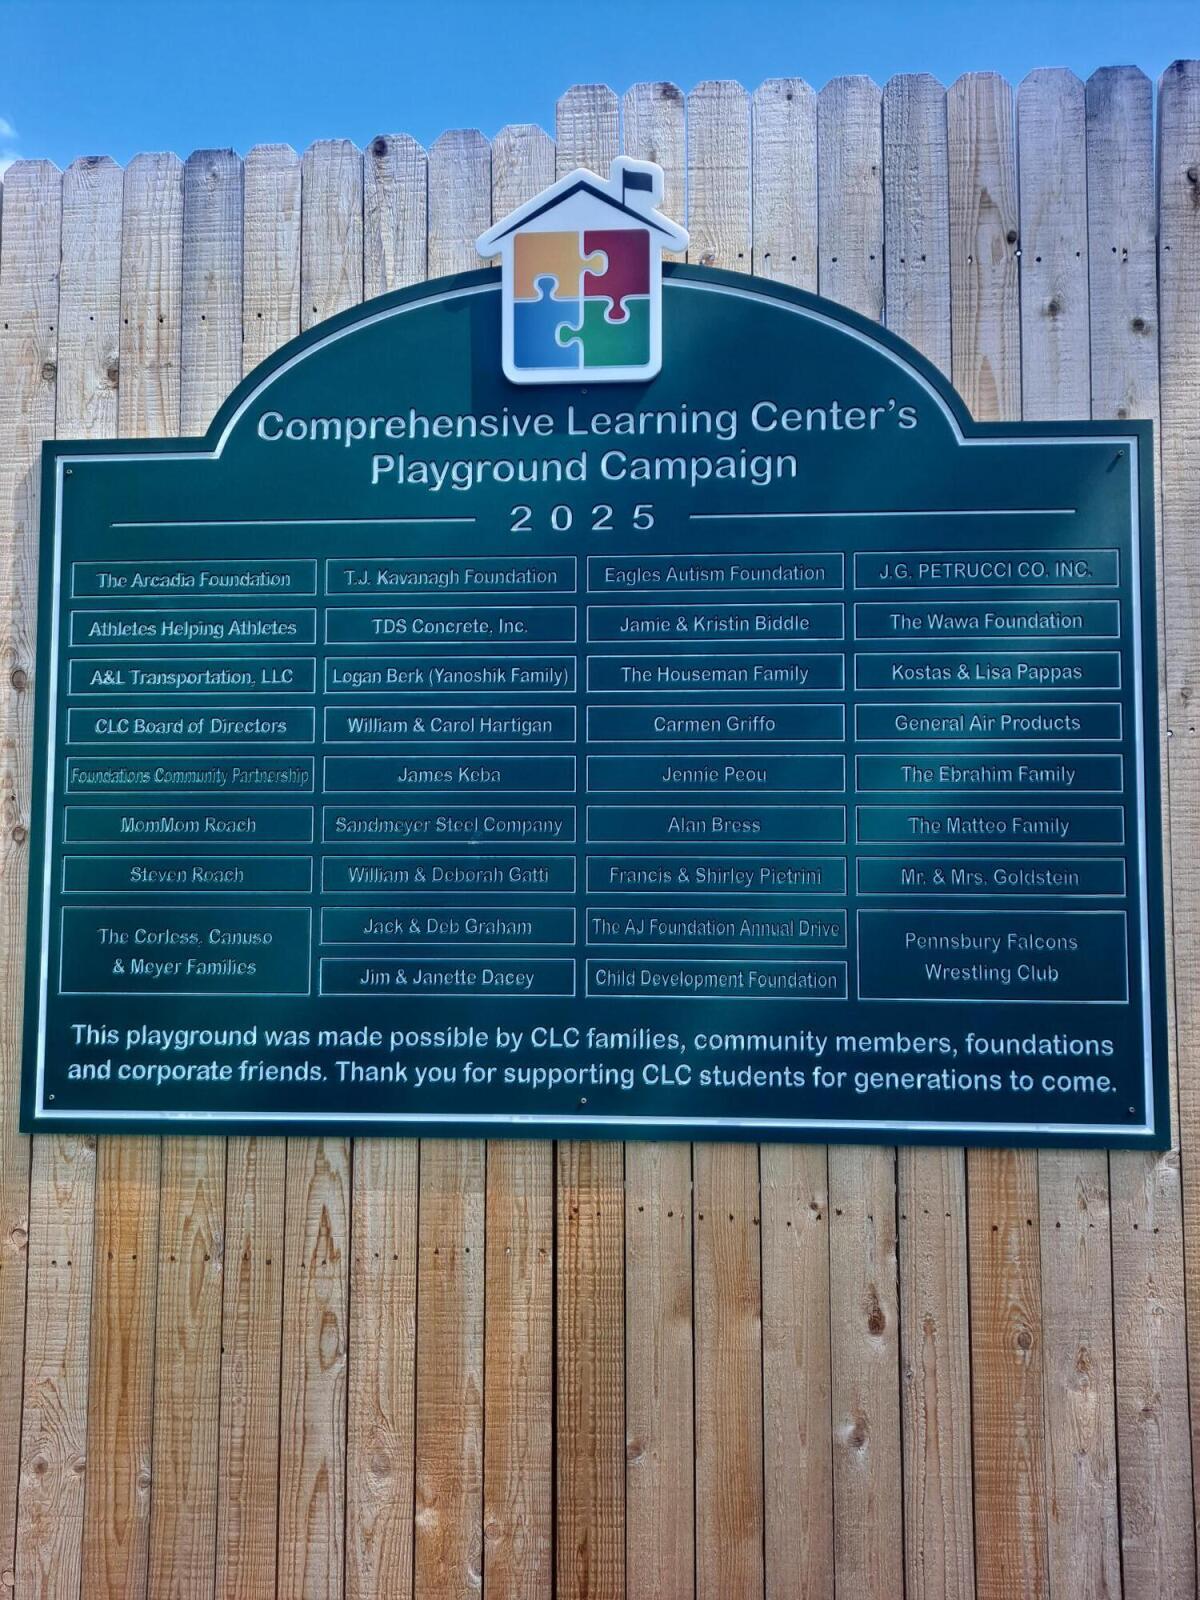 Comprehensive Learning Center's
Playground Campaign
2025
The Arcadia Foundation
T.J. Kavanagh Foundation
Eagles Autism Foundation
J.G. PETRUCCI CO. INC.
Athletes Helping Athletes
TDS Concrete, Inc.
Jamie & Kristin Biddle
The Wawa Foundation
A&L Transportation, LLC
Logan Berk (Yanoshik Family)
The Houseman Family
Kostas & Lisa Pappas
CLC Board of Directors
William & Carol Hartigan
Carmen Griffo
General Air Products
Foundations Community Partnership
James Keba
Jennie Peou
The Ebrahim Family
MomMom Roach
Sandmeyer Steel Company
Alan Bress
The Matteo Family
Steven Roach
William & Deborah Gatti
Francis & Shirley Pietrini
Mr. & Mrs. Goldstein
The Corless, Canuso
& Meyer Families
Jack & Deb Graham
The AJ Foundation Annual Drive
Pennsbury Falcons
Wrestling Club
Jim & Janette Dacey
Child Development Foundation
This playground was made possible by CLC families, community members, foundations
and corporate friends. Thank you for supporting CLC students for generations to come.